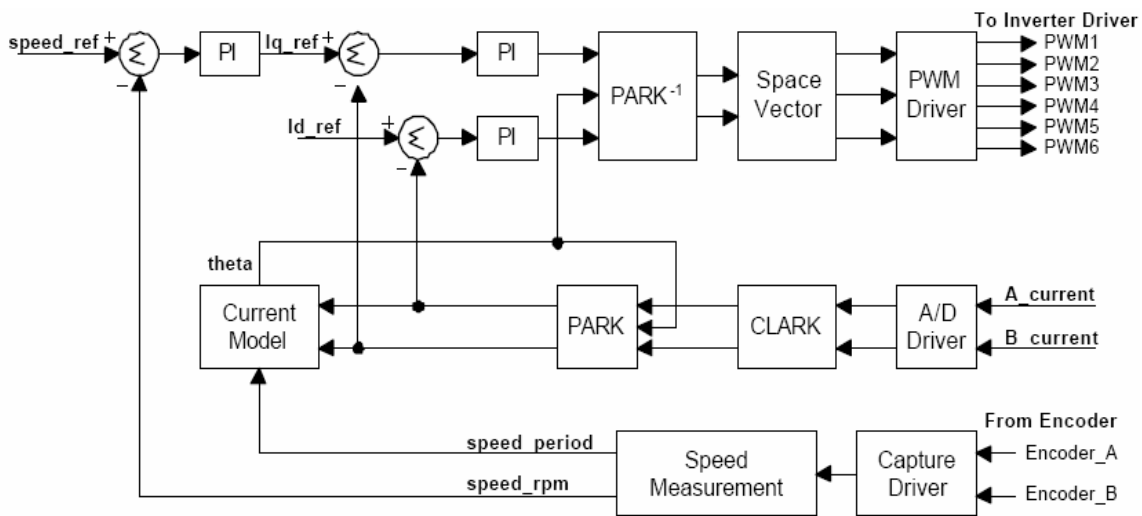 To Inverter Driver
speed_ref
+
Σ
−
PI
Iq_ref
+
Σ
−
PI
PARK-1
Space
Vector
PWM
Driver
PWM1
PWM2
PWM3
PWM4
PWM5
PWM6
Id_ref
+
Σ
−
PI
theta
Current
Model
PARK
CLARK
A/D
Driver
A_current
B_current
From Encoder
speed_period
speed_rpm
Speed
Measurement
Capture
Driver
Encoder_A
Encoder_B